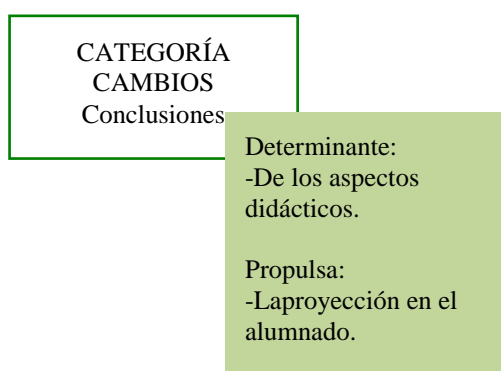 CATEGORÍA
CAMBIOS
Conclusiones
Determinante:
-De los aspectos
didácticos.
Propulsa:
-Laproyección en el
alumnado.